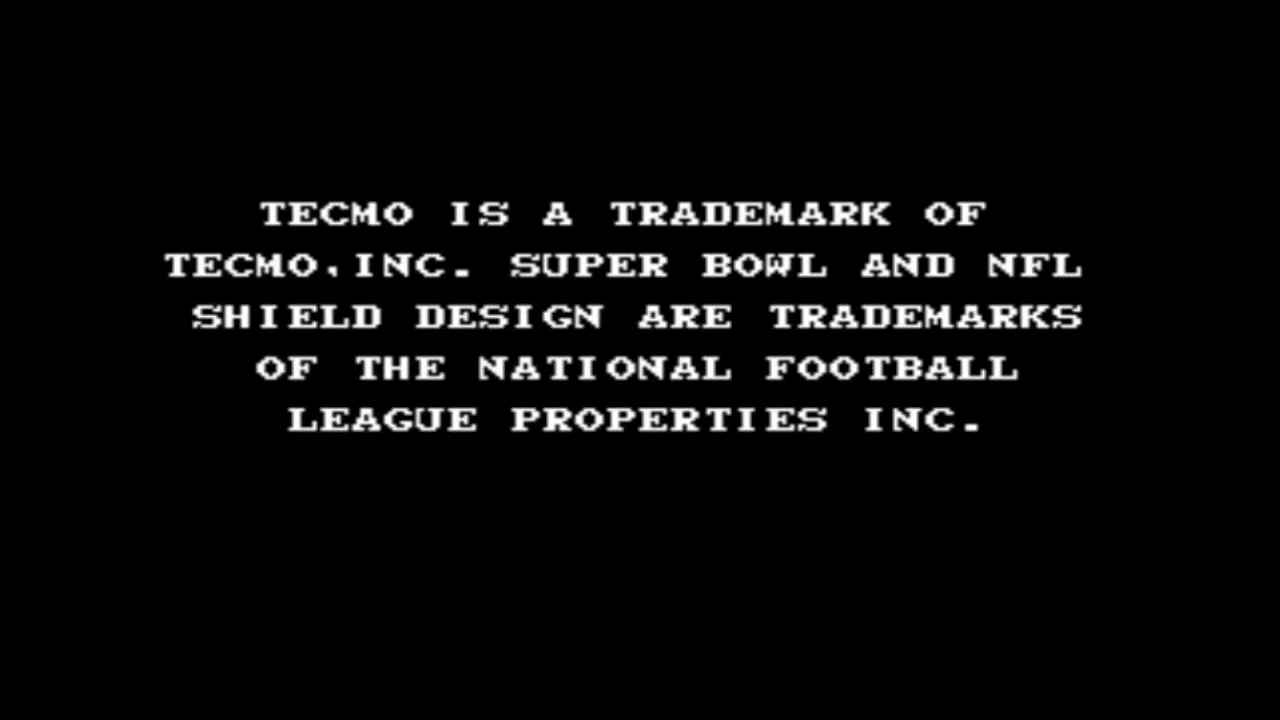 TECMO IS A TRADEMARK OF
TECMO,INC. SUPER BOWL AND NFL
SHIELD DESIGN ARE TRADEMARKS
OF THE NATIONAL FOOTBALL
LEAGUE PROPERTIES INC.